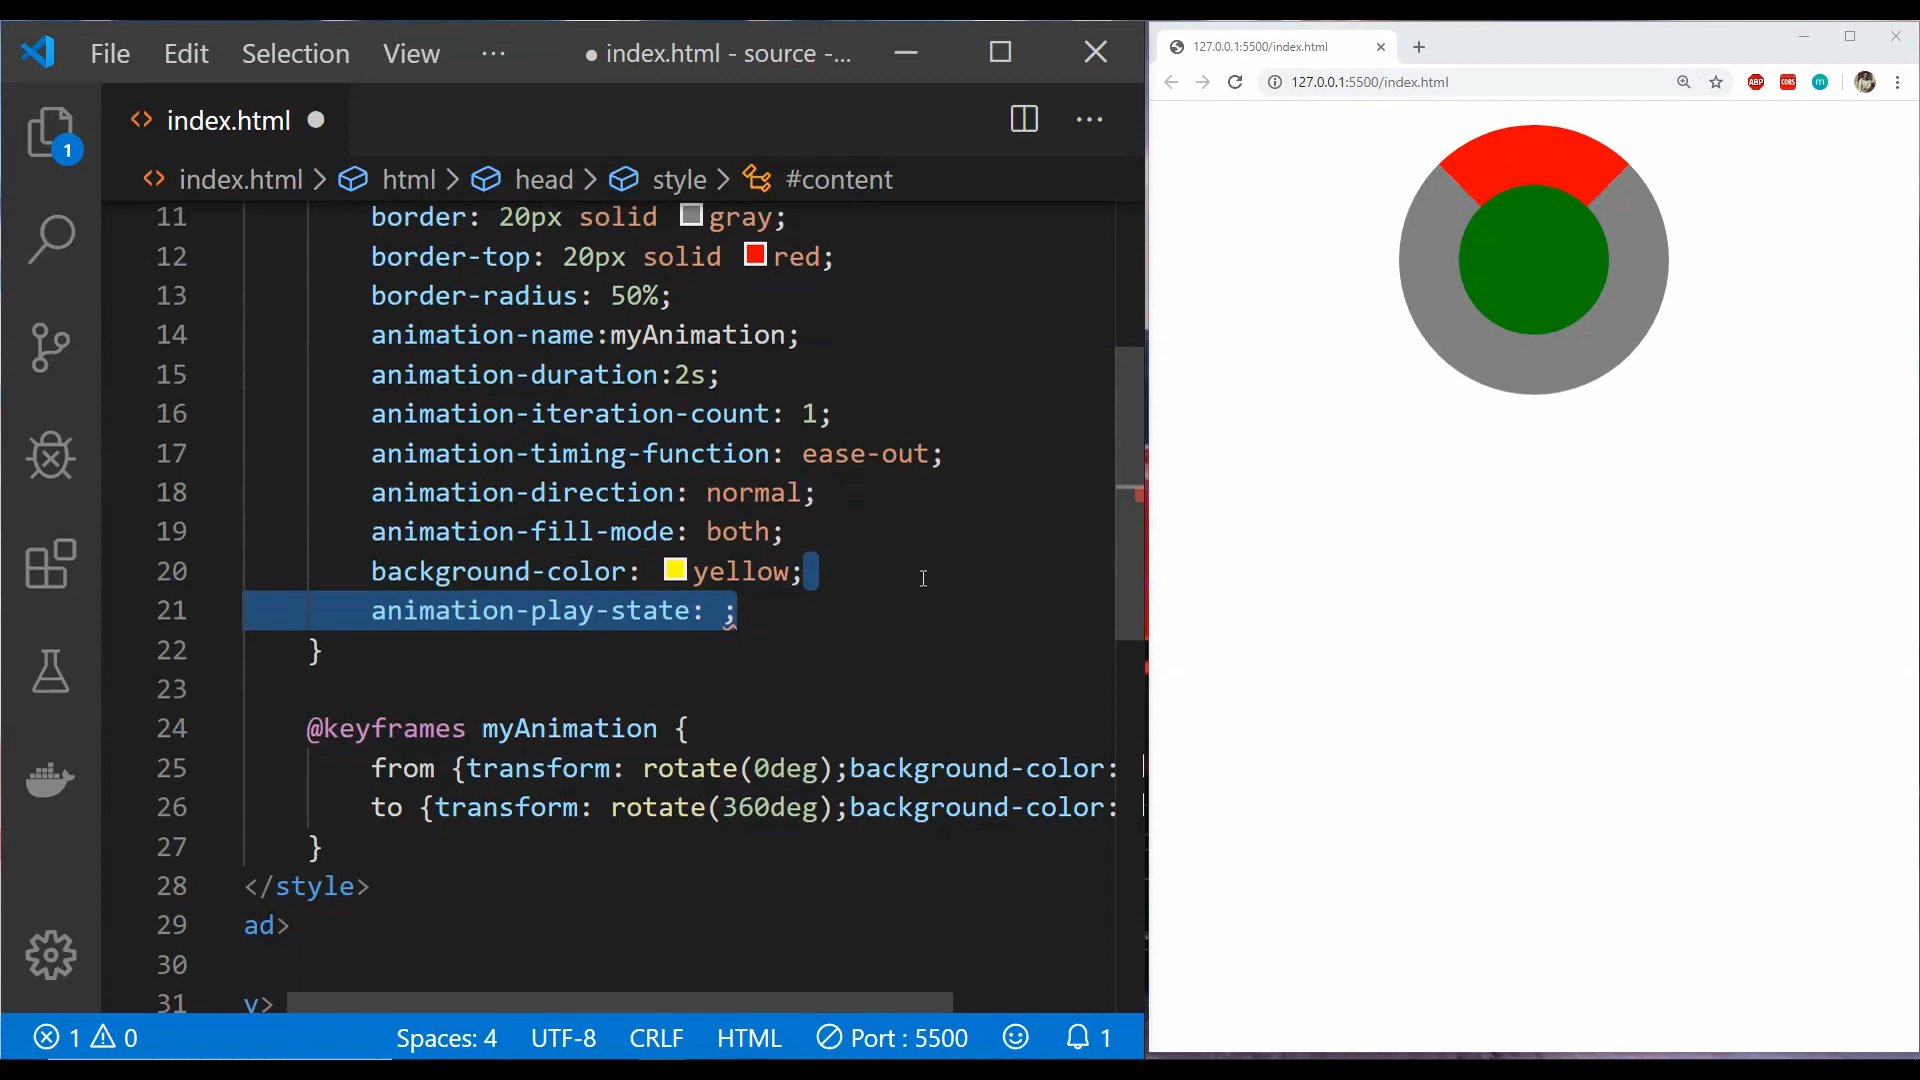 File Edit Selection View ··· ● index.html - source -...
index.html
index.html > html > head > style > #content
1
11 border: 20px solid gray;
12 border-top: 20px solid red;
13 border-radius: 50%;
14 animation-name:myAnimation;
15 animation-duration:2s;
16 animation-iteration-count: 1;
17 animation-timing-function: ease-out;
18 animation-direction: normal;
19 animation-fill-mode: both;
20 background-color: yellow;
21 animation-play-state: ;
22 }
23
24 @keyframes myAnimation {
25 from {transform: rotate(0deg);background-color:
26 to {transform: rotate(360deg);background-color:
27 }
28 </style>
29 ad>
30
31 v>
1 0 Spaces: 4 UTF-8 CRLF HTML Port : 5500 1
127.0.0.1:5500/index.html
127.0.0.1:5500/index.html
ABP CORS m